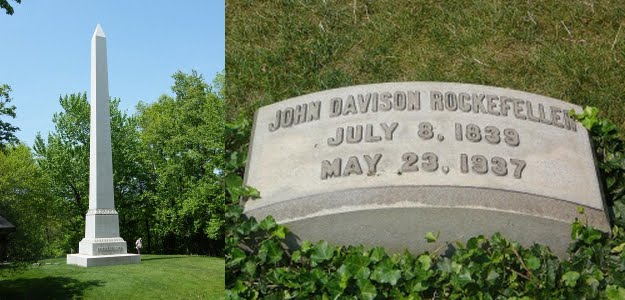 JOHN DAVISON ROCKEFELLER
JULY 8, 1839
MAY 23, 1937